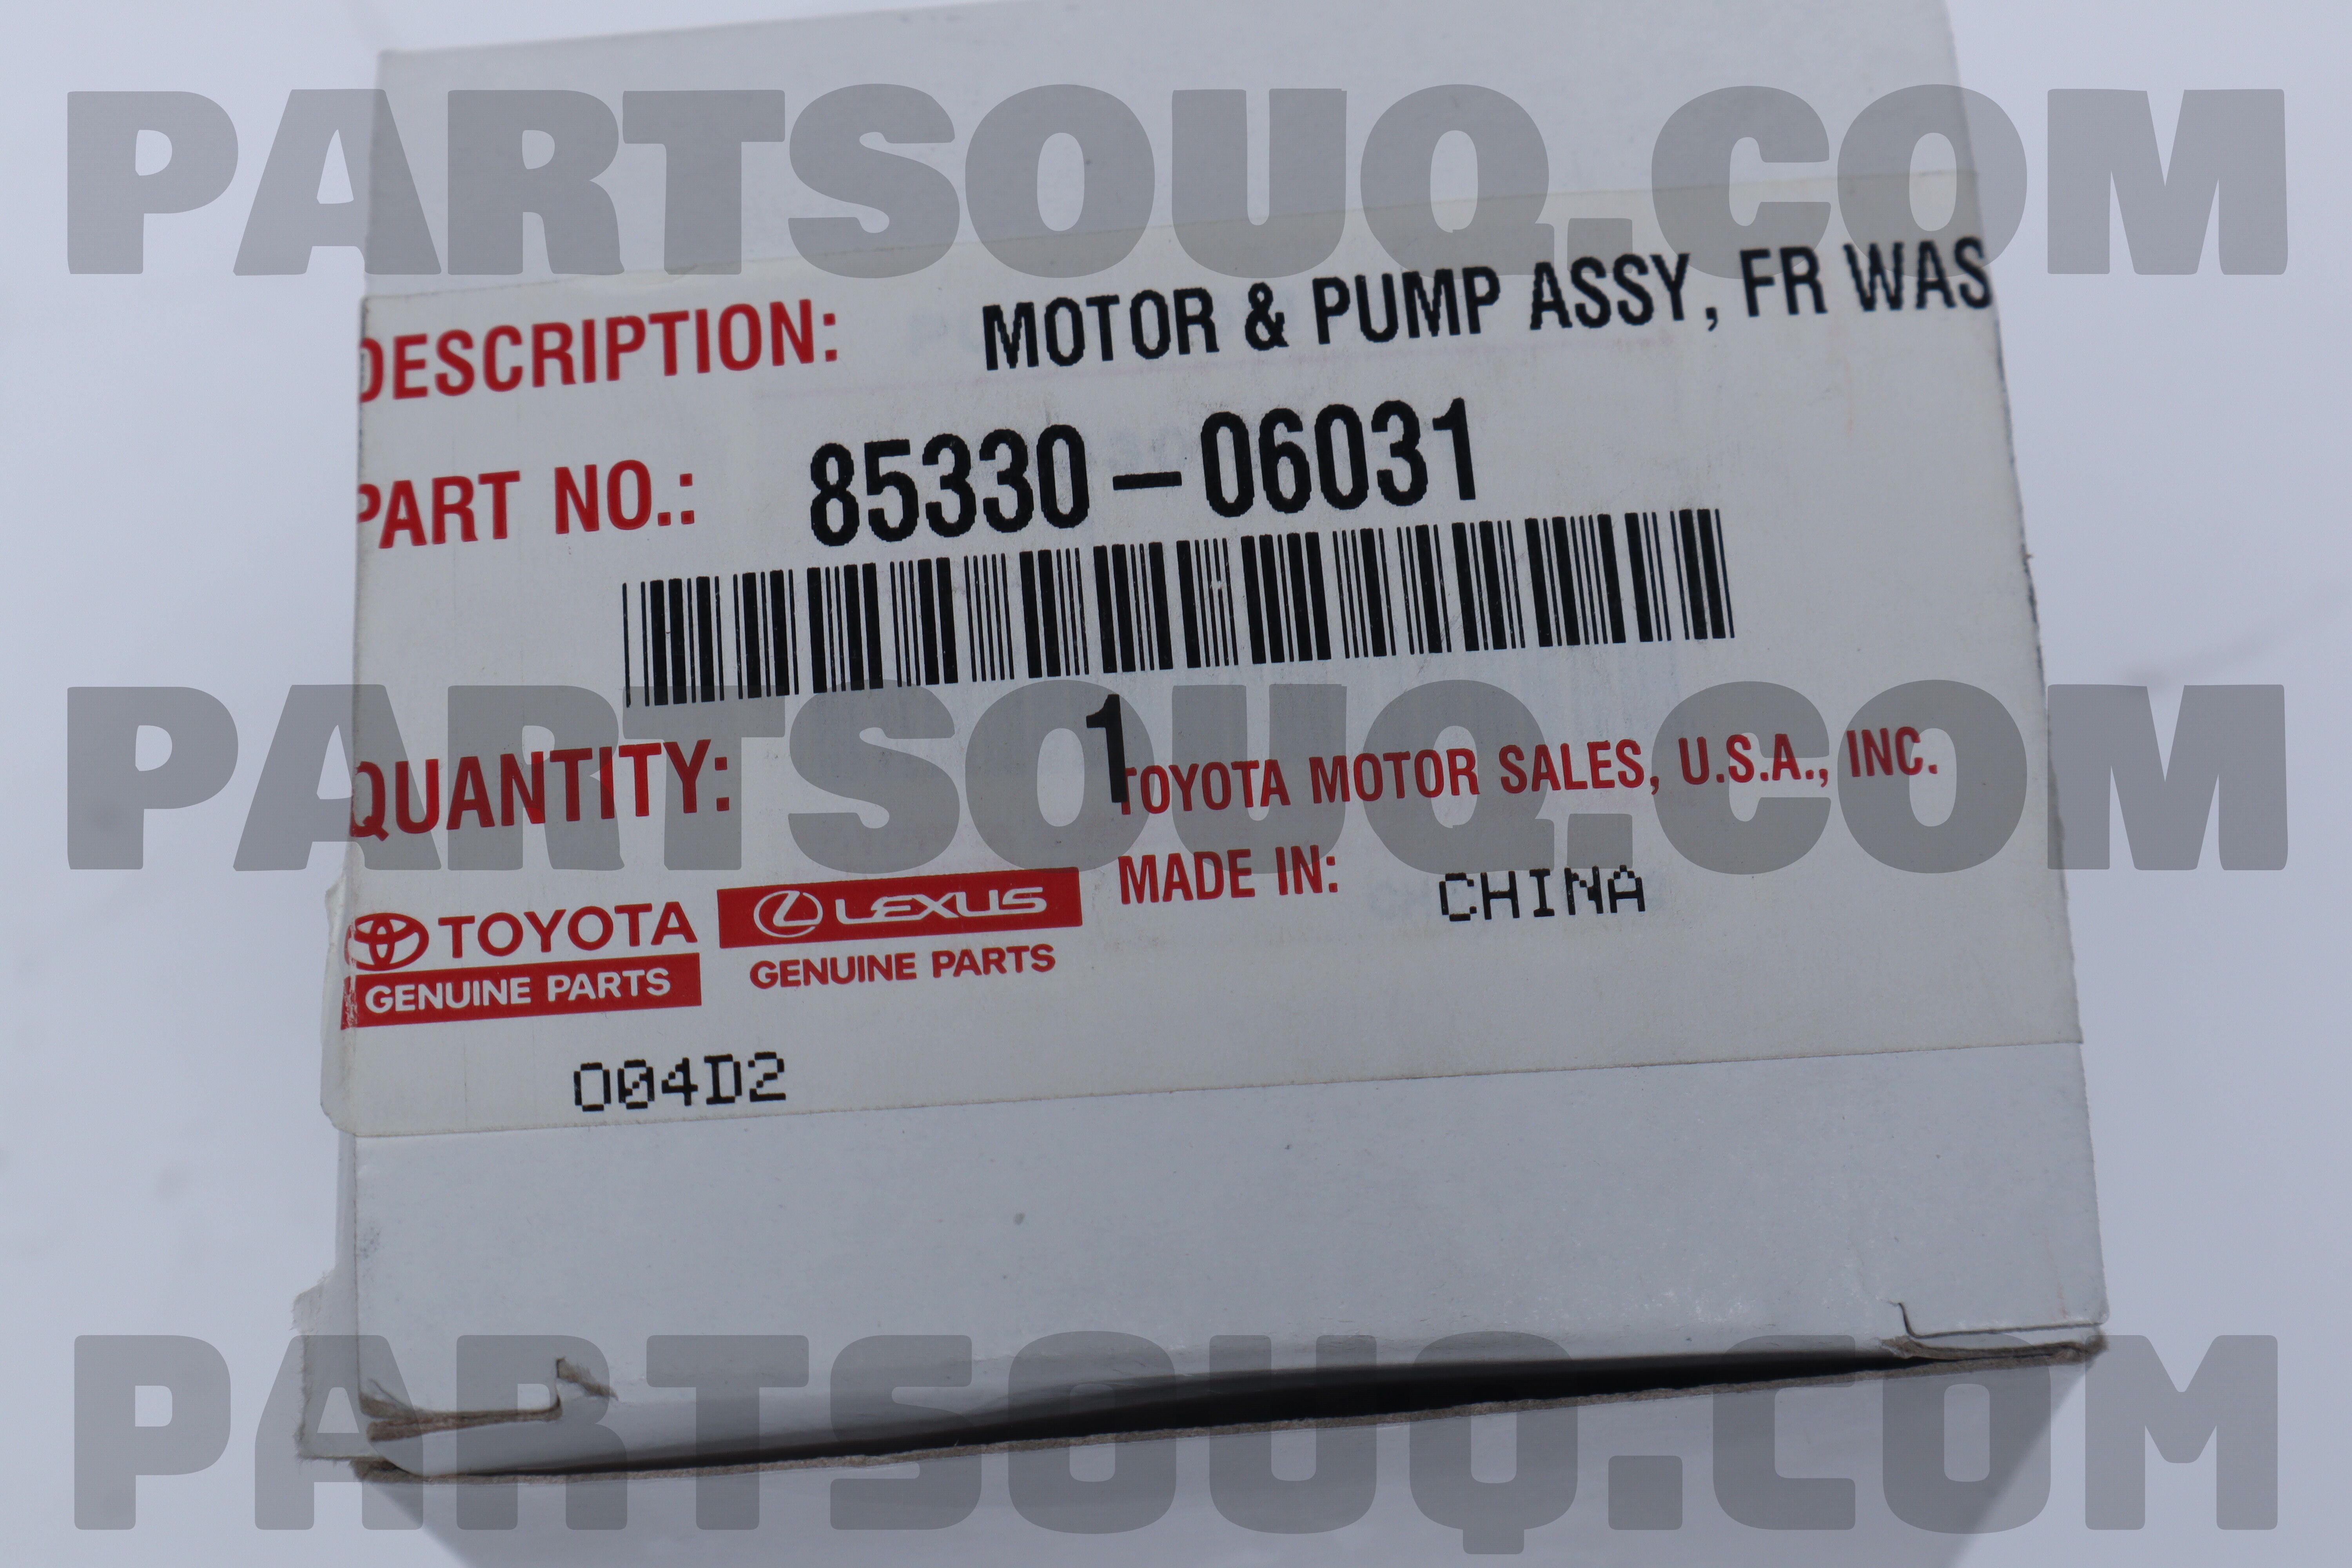 PARTSOUQ.COM
DESCRIPTION: MOTOR & PUMP ASSY, FR WAS
PART NO.: 85330-06031
PARTSOUQ.COM
QUANTITY: 1
TOYOTA MOTOR SALES, U.S.A., INC.
MADE IN: CHINA
TOYOTA
GENUINE PARTS
LEXUS
GENUINE PARTS
O04D2
PARTSOUQ.COM